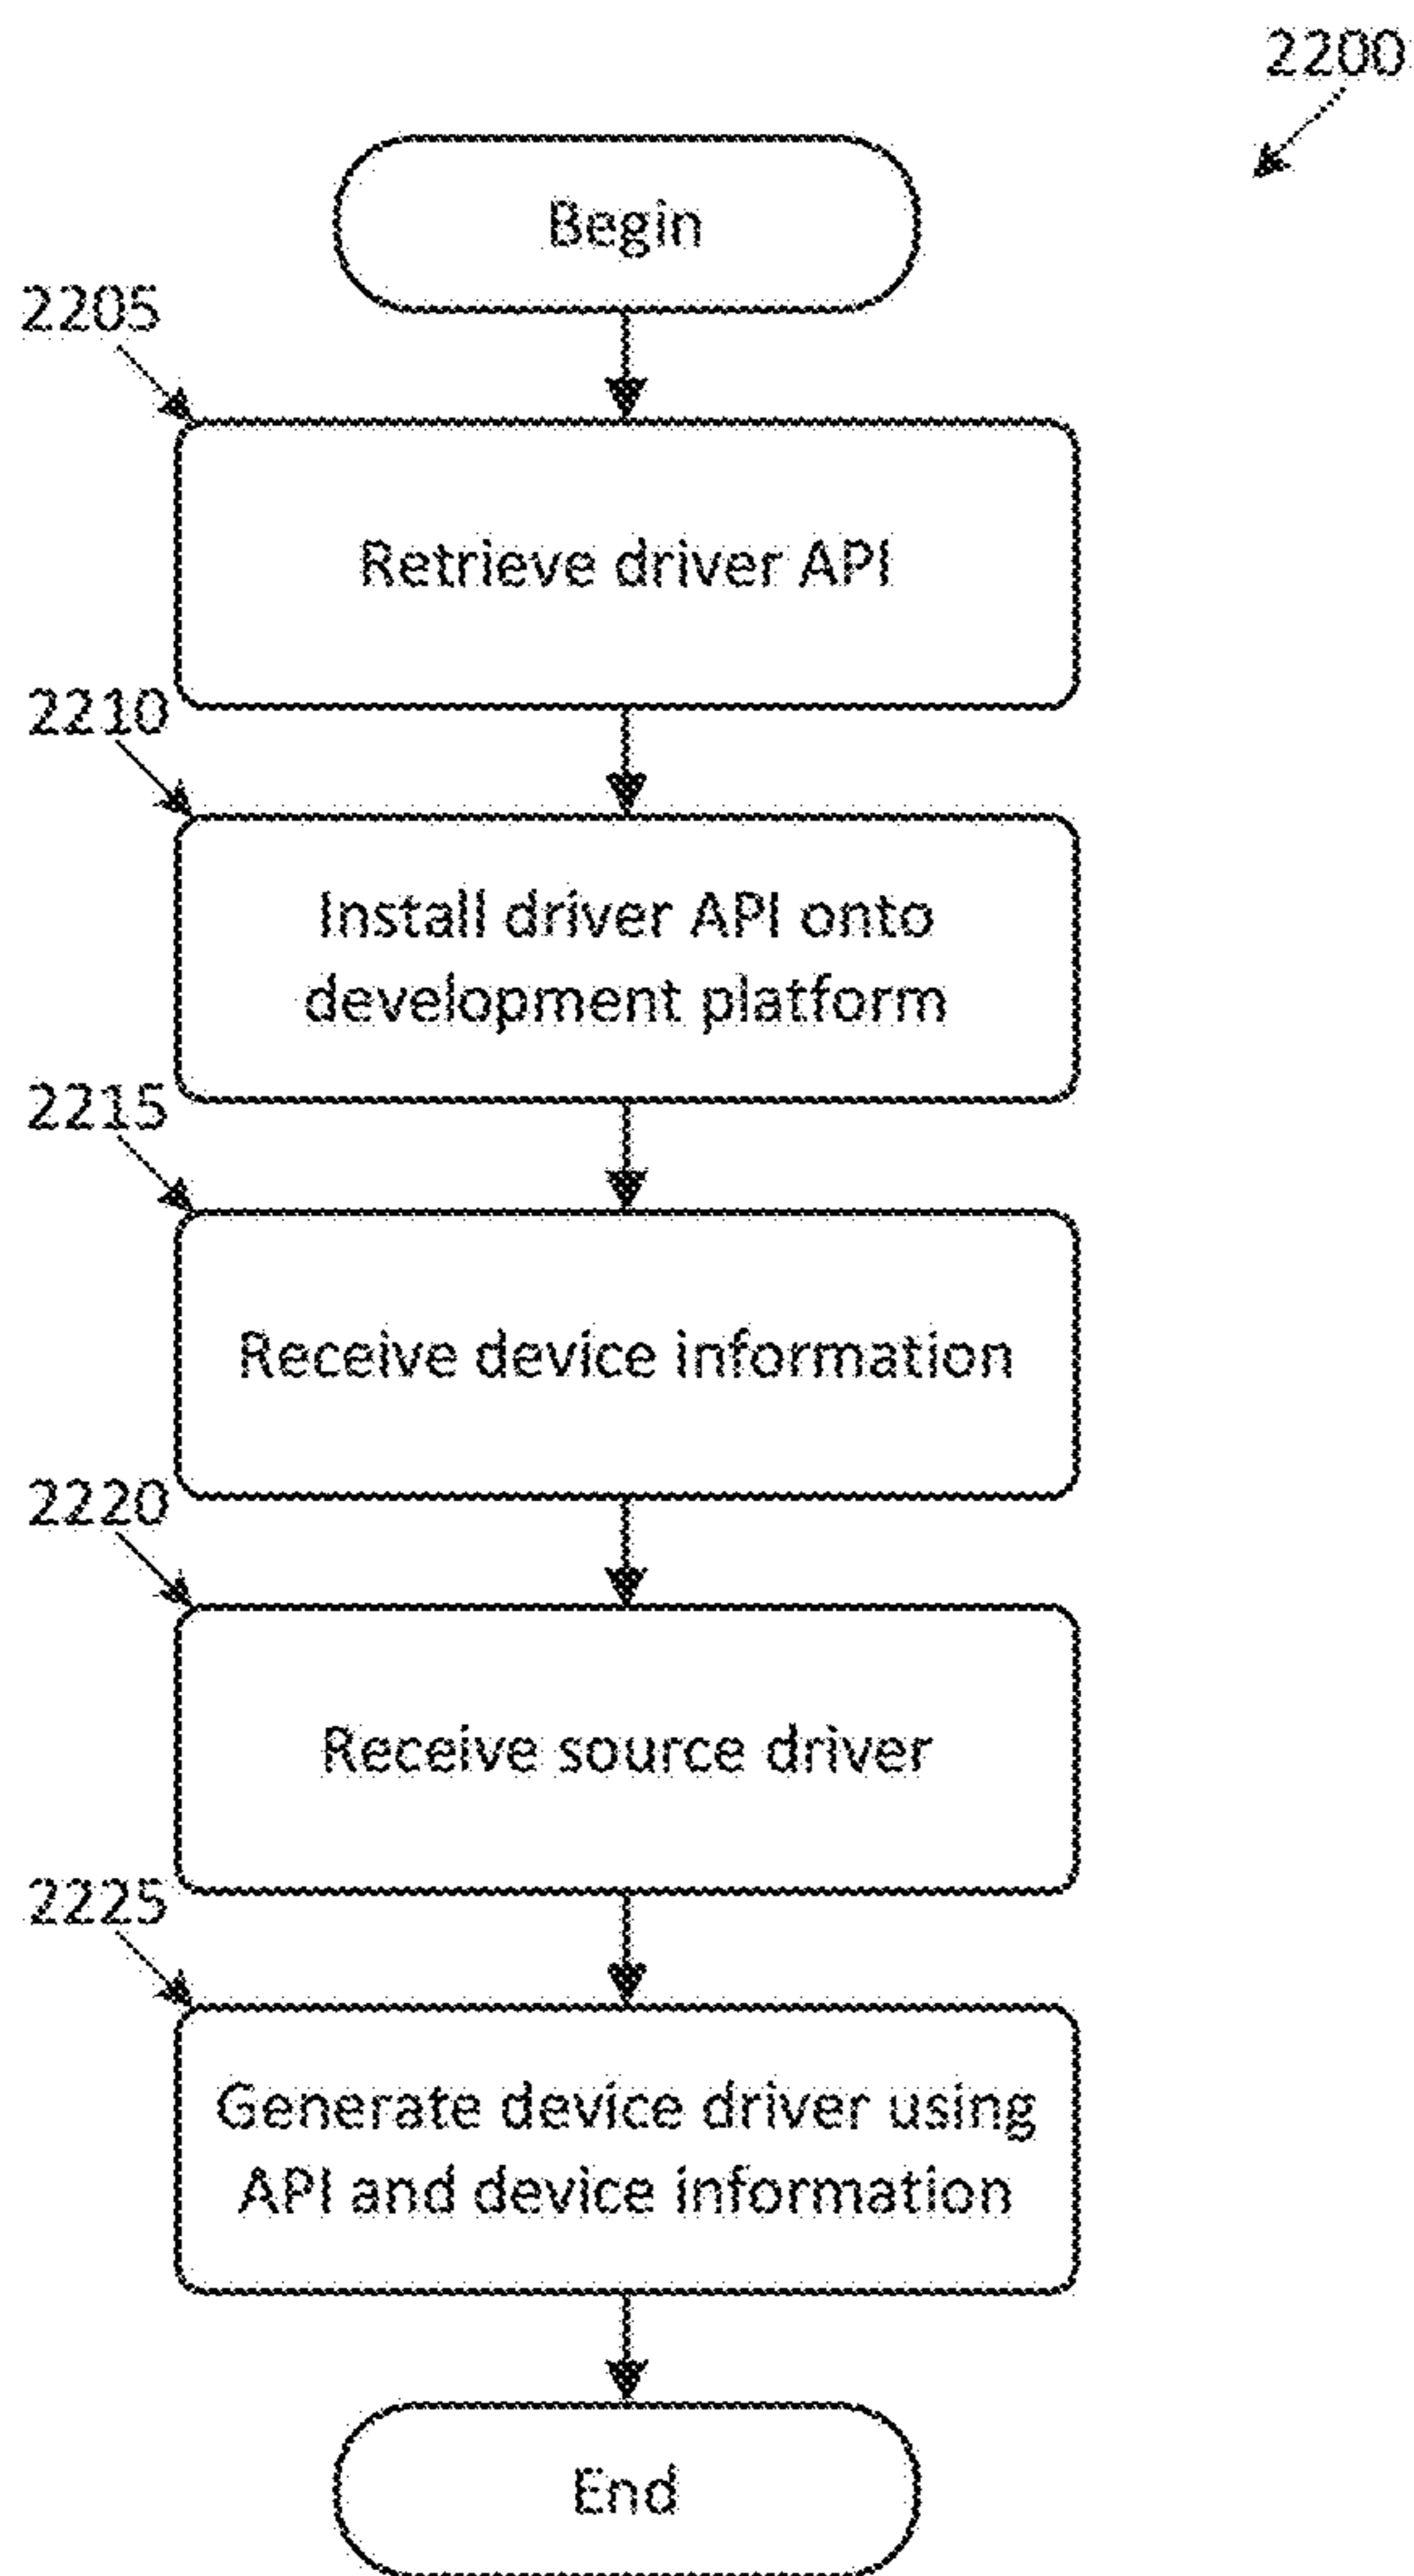 2200
Begin
2205
Retrieve driver API
2210
Install driver API onto
development platform
2215
Receive device information
2220
Receive source driver
2225
Generate device driver using
API and device information
End